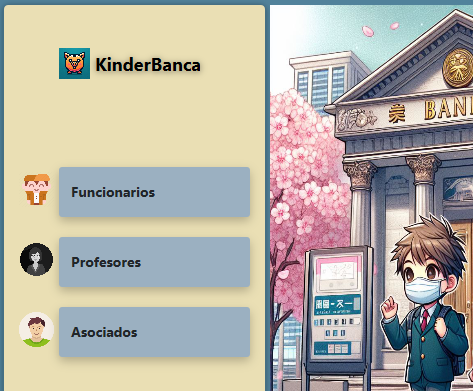 KinderBanca
Funcionarios
Profesores
Asociados
BAN